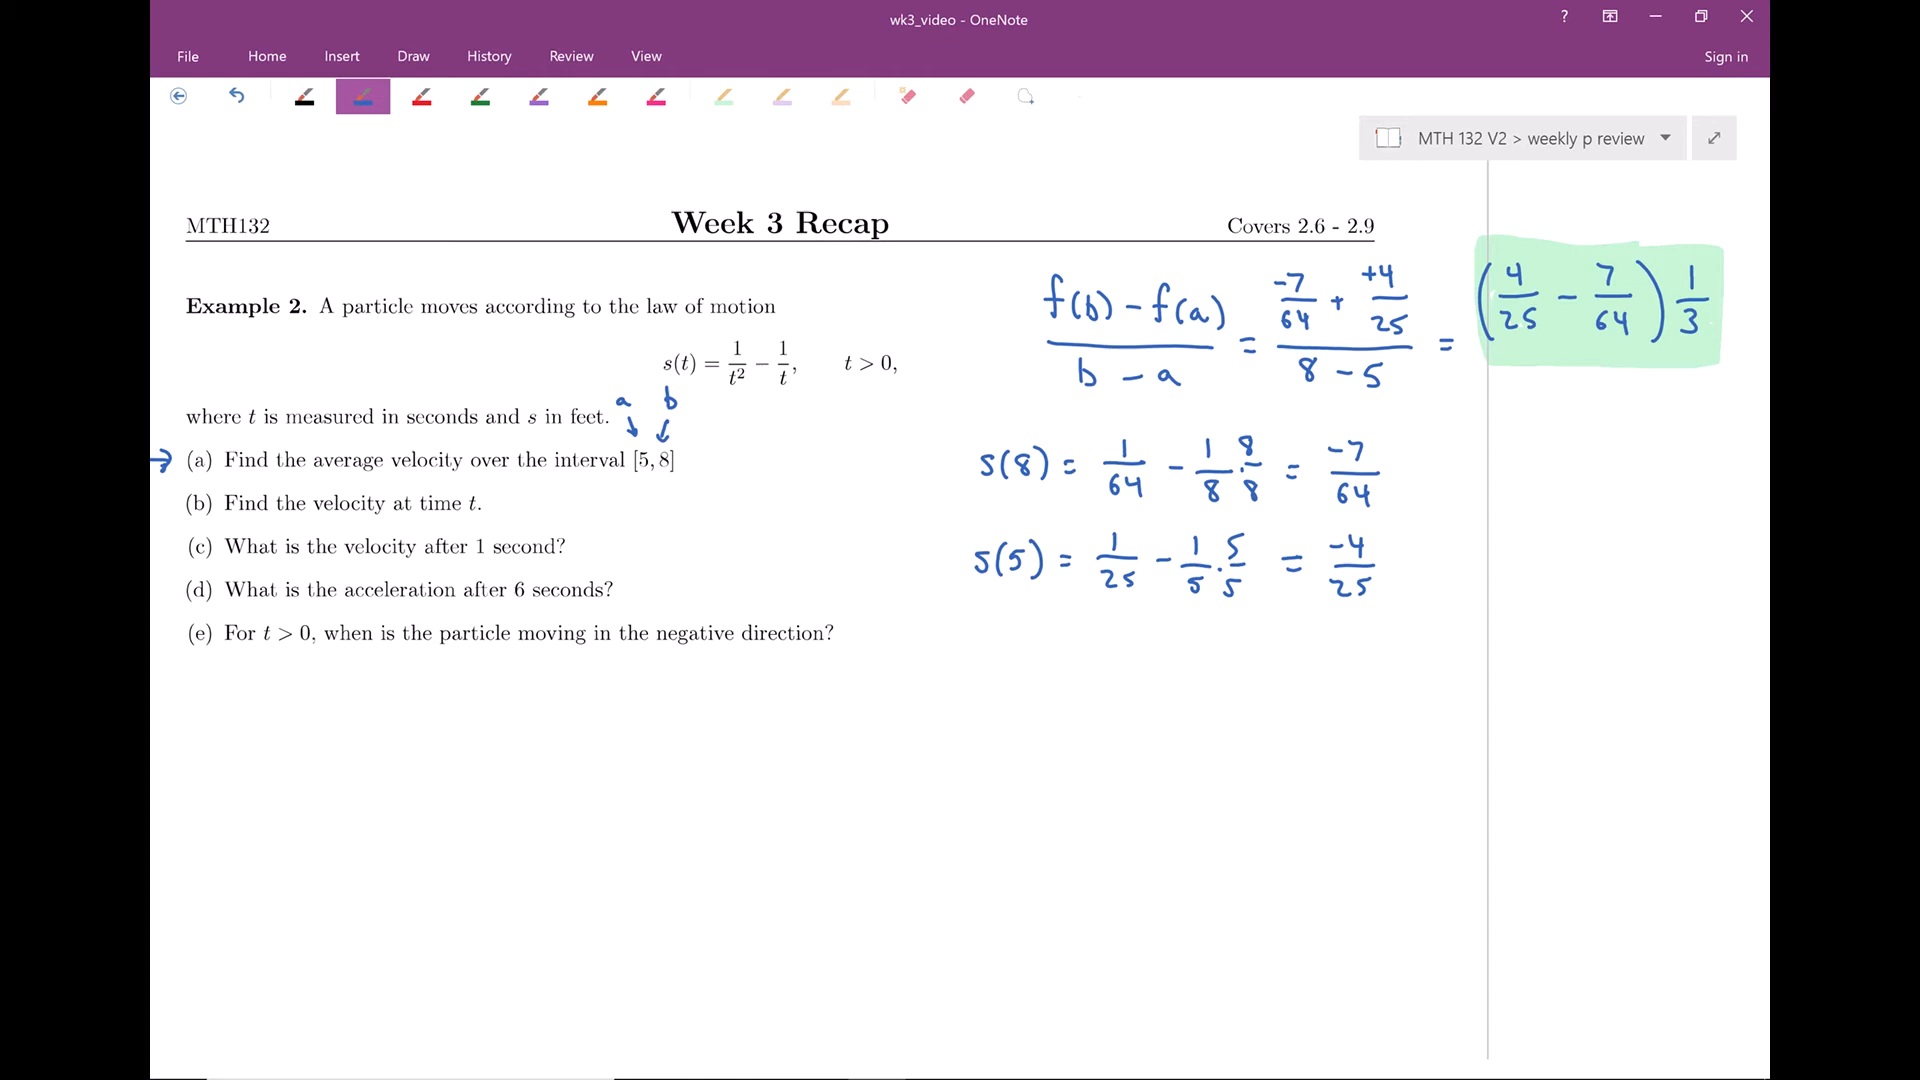 wk3_video - OneNote
?
File Home Insert Draw History Review View Sign in
MTH 132 V2 > weekly p review
MTH132 Week 3 Recap Covers 2.6 - 2.9
Example 2. A particle moves according to the law of motion
s(t) = 1/t² − 1/t, t > 0,
where t is measured in seconds and s in feet.
a b
(a) Find the average velocity over the interval [5, 8]
(b) Find the velocity at time t.
(c) What is the velocity after 1 second?
(d) What is the acceleration after 6 seconds?
(e) For t > 0, when is the particle moving in the negative direction?
(f(b) − f(a))/(b − a) = (-7/64 + +4/25)/(8 − 5) = (4/25 − 7/64) 1/3
s(8) = 1/64 − 1/8 · 8/8 = -7/64
s(5) = 1/25 − 1/5 · 5/5 = -4/25